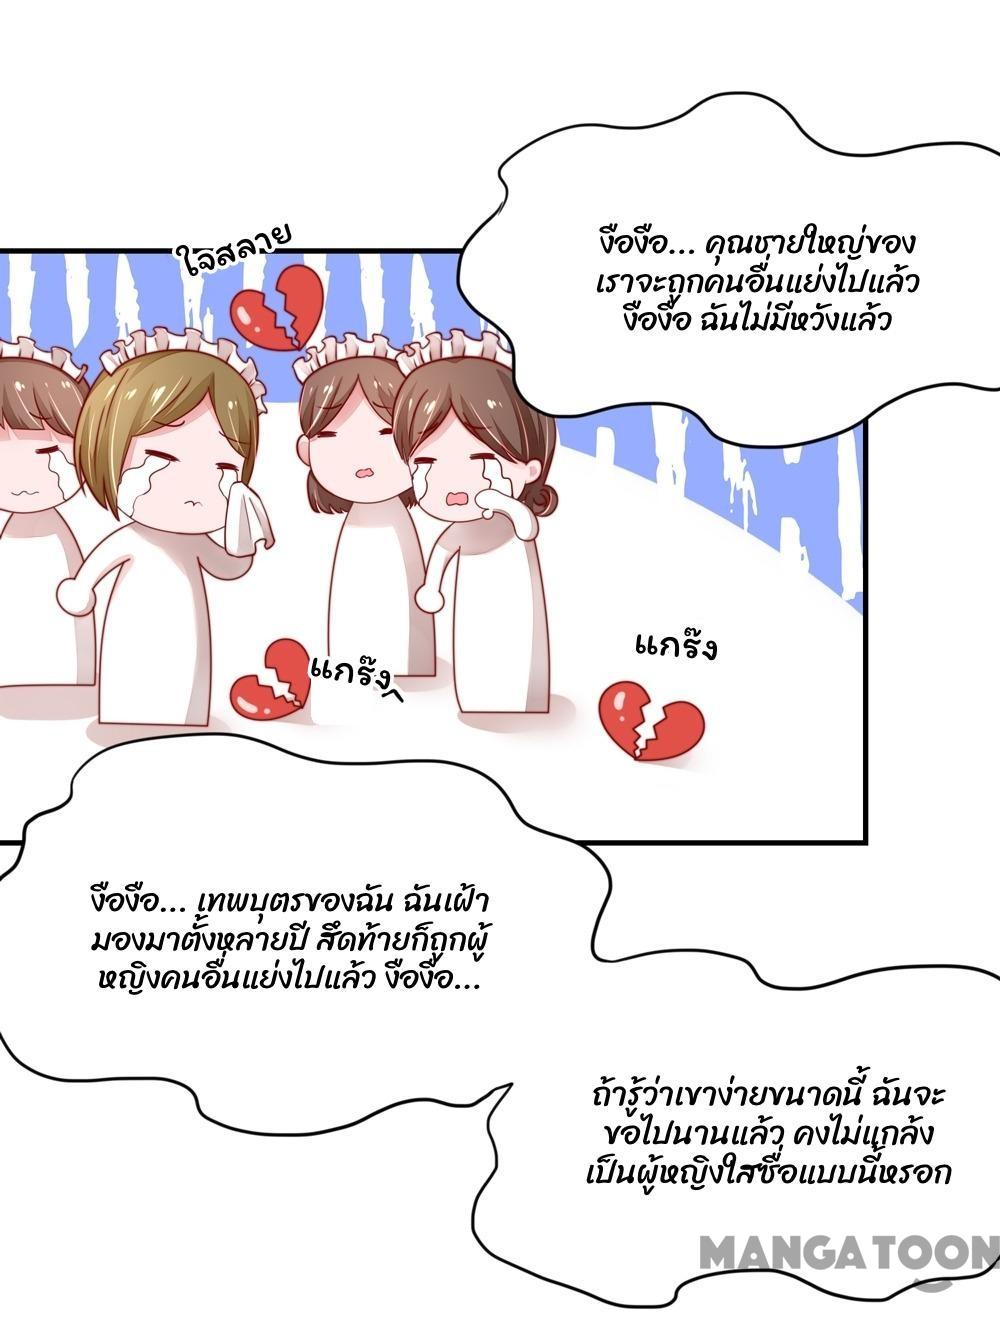 งืองือ... คุณชายใหญ่ของ
เราจะถูกคนอื่นแย่งไปแล้ว
งืองือ ฉันไม่มีหวังแล้ว
ใจสลาย
แกร๊ง
แกร๊ง
งืองือ... เทพบุตรของฉัน ฉันเฝ้า
มองมาตั้งหลายปี สึดท้ายก็ถูกผู้
หญิงคนอื่นแย่งไปแล้ว งืองือ...
ถ้ารู้ว่าเขาง่ายขนาดนี้ ฉันจะ
ขอไปนานแล้ว คงไม่แกล้ง
เป็นผู้หญิงใสซื่อแบบนี้หรอก
MANGATOON